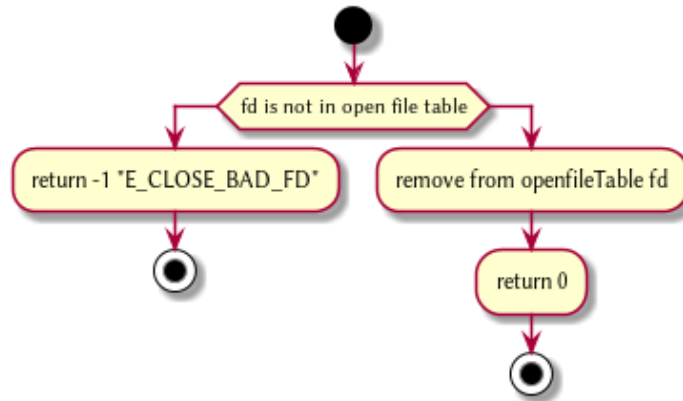 fd is not in open file table
return -1 "E_CLOSE_BAD_FD"
remove from openfileTable fd
return 0